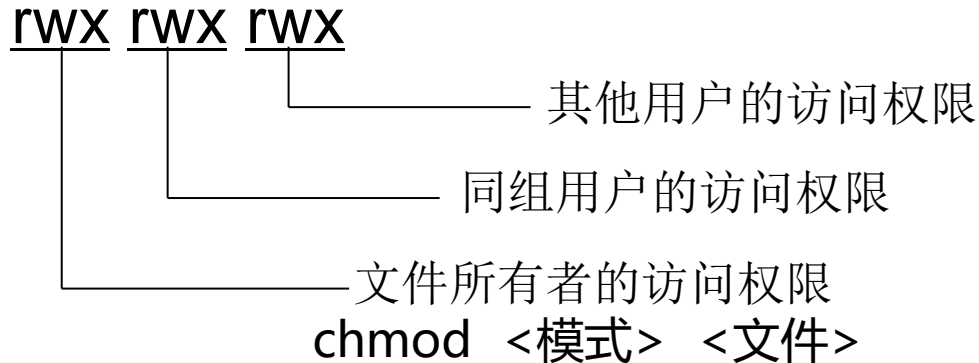 rwx rwx rwx
其他用户的访问权限
同组用户的访问权限
文件所有者的访问权限
chmod <模式> <文件>